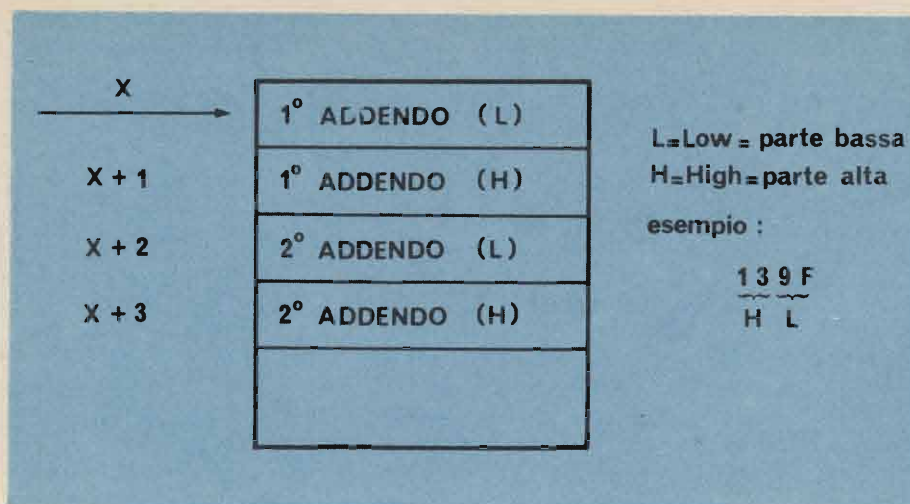 X
1° ADDENDO (L)
X + 1
1° ADDENDO (H)
X + 2
2° ADDENDO (L)
X + 3
2° ADDENDO (H)
L=Low= parte bassa
H=High=parte alta
esempio :
1 3 9 F
H L